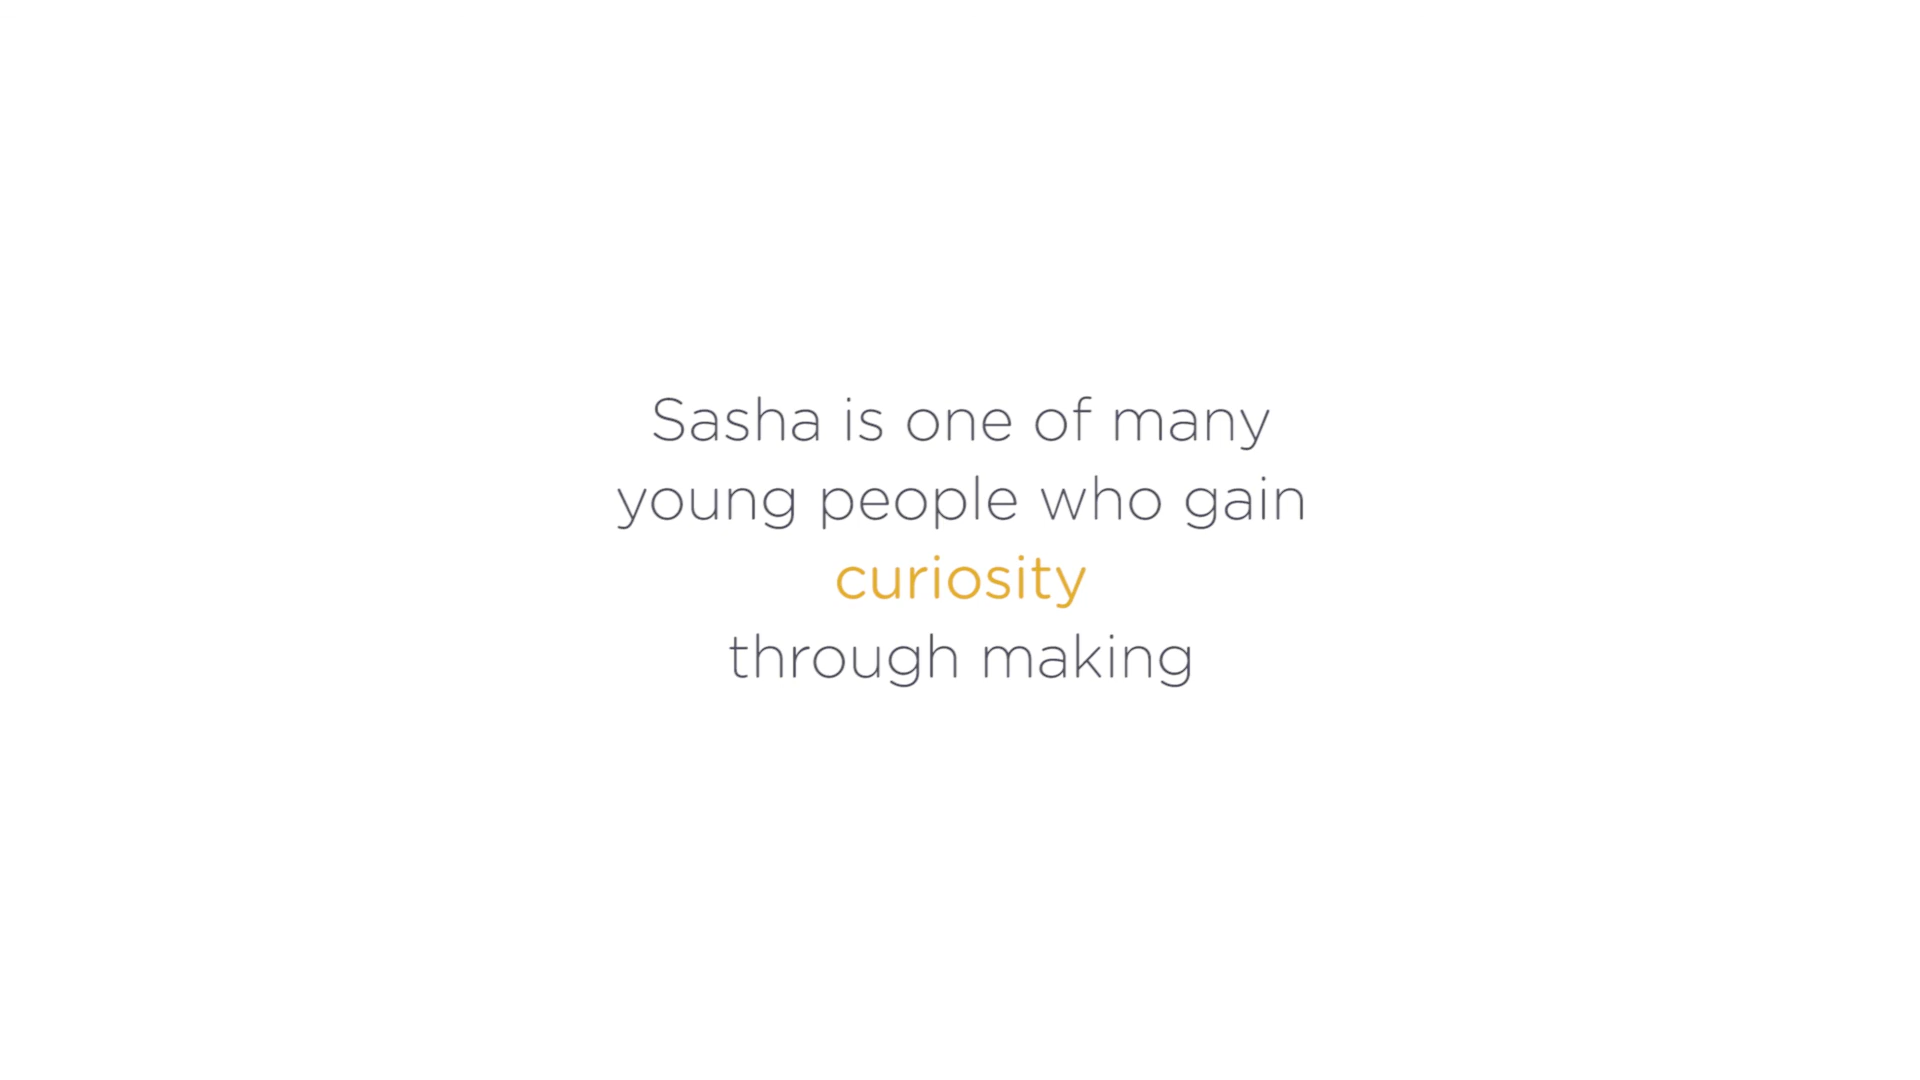 Sasha is one of many
young people who gain
curiosity
through making